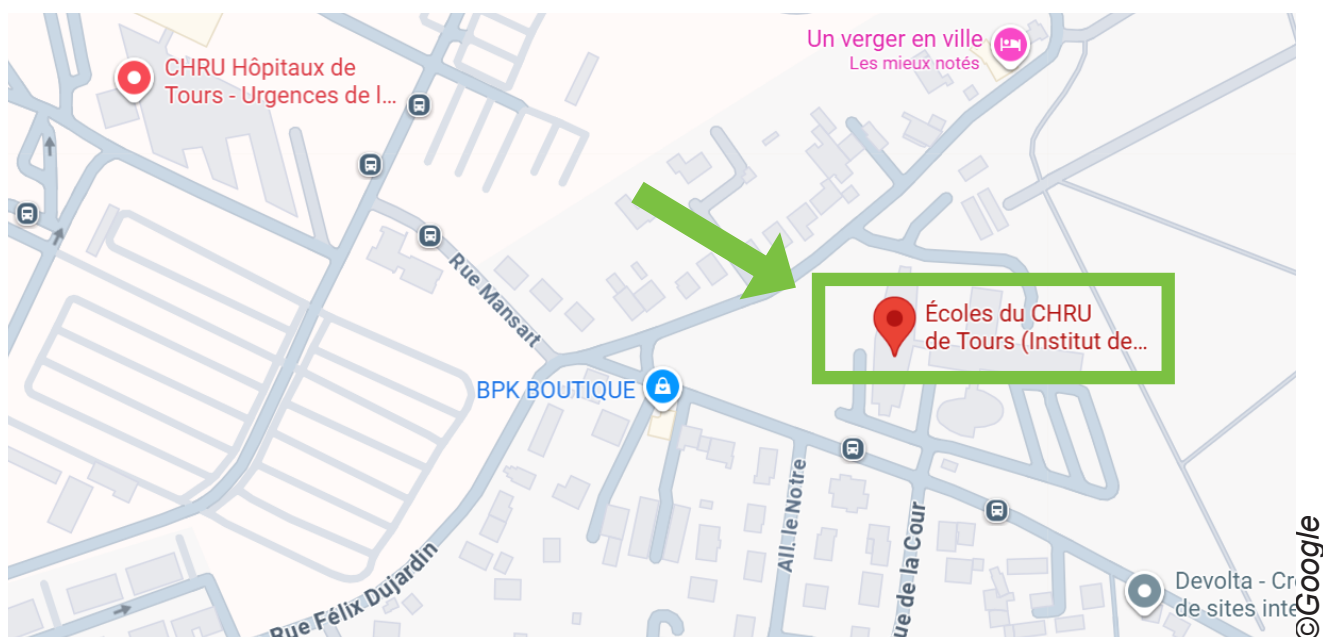 Un verger en ville
Les mieux notés
CHRU Hôpitaux de
Tours - Urgences de l...
Rue Mansart
Écoles du CHRU
de Tours (Institut de...
BPK BOUTIQUE
All. le Notre
ue de la Cour
Rue Félix Dujardin
Devolta - Cr
de sites inte
©Google